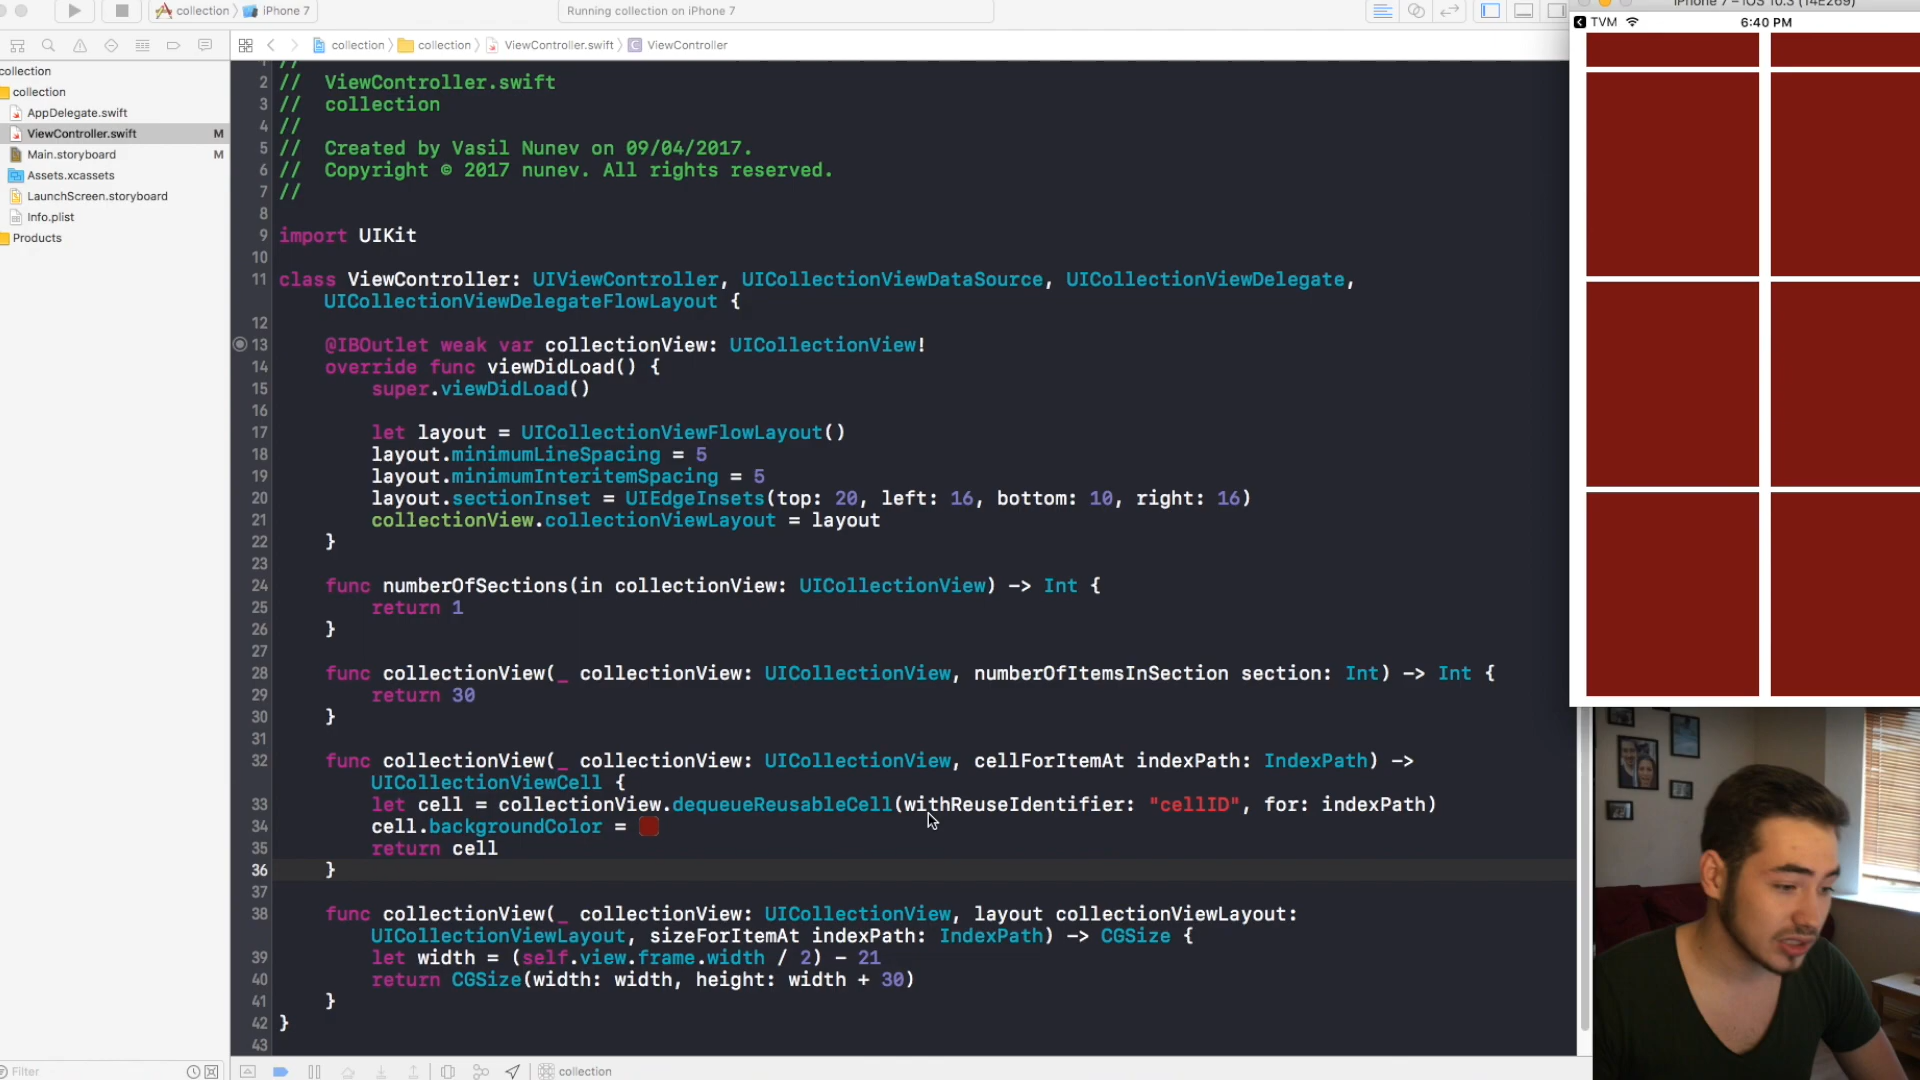 collection
iPhone 7
Running collection on iPhone 7
collection
collection
ViewController.swift
ViewController
collection
collection
AppDelegate.swift
ViewController.swift M
Main.storyboard M
Assets.xcassets
LaunchScreen.storyboard
Info.plist
Products
Filter
1 //
2 // ViewController.swift
3 // collection
4 //
5 // Created by Vasil Nunev on 09/04/2017.
6 // Copyright © 2017 nunev. All rights reserved.
7 //
8
9 import UIKit
10
11 class ViewController: UIViewController, UICollectionViewDataSource, UICollectionViewDelegate,
UICollectionViewDelegateFlowLayout {
12
13 @IBOutlet weak var collectionView: UICollectionView!
14 override func viewDidLoad() {
15 super.viewDidLoad()
16
17 let layout = UICollectionViewFlowLayout()
18 layout.minimumLineSpacing = 5
19 layout.minimumInteritemSpacing = 5
20 layout.sectionInset = UIEdgeInsets(top: 20, left: 16, bottom: 10, right: 16)
21 collectionView.collectionViewLayout = layout
22 }
23
24 func numberOfSections(in collectionView: UICollectionView) -> Int {
25 return 1
26 }
27
28 func collectionView(_ collectionView: UICollectionView, numberOfItemsInSection section: Int) -> Int {
29 return 30
30 }
31
32 func collectionView(_ collectionView: UICollectionView, cellForItemAt indexPath: IndexPath) ->
UICollectionViewCell {
33 let cell = collectionView.dequeueReusableCell(withReuseIdentifier: "cellID", for: indexPath)
34 cell.backgroundColor =
35 return cell
36 }
37
38 func collectionView(_ collectionView: UICollectionView, layout collectionViewLayout:
UICollectionViewLayout, sizeForItemAt indexPath: IndexPath) -> CGSize {
39 let width = (self.view.frame.width / 2) - 21
40 return CGSize(width: width, height: width + 30)
41 }
42 }
43
collection
iPhone 7 – iOS 10.3 (14E269)
TVM
6:40 PM